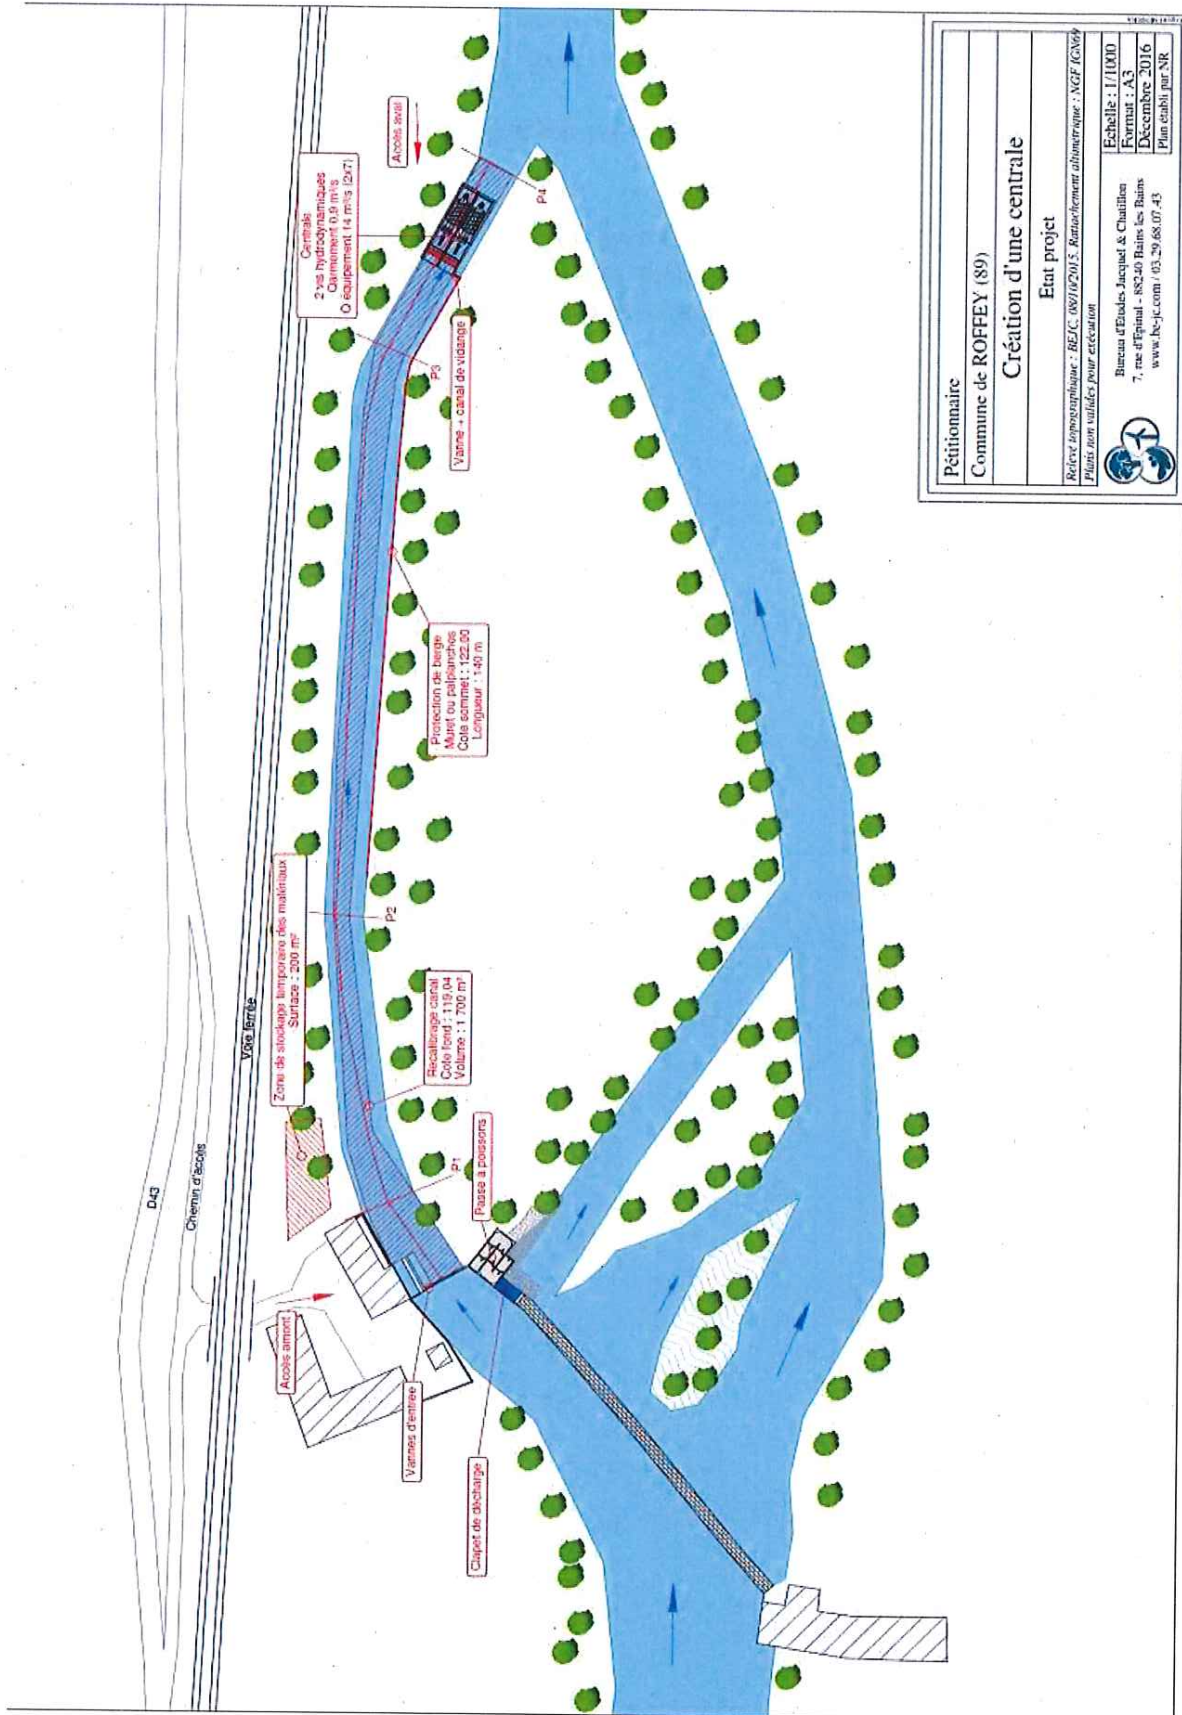 D43
Chemin d'accès
Voie ferrée
Accès amont
Zone de stockage temporaire des matériaux
Surface : 200 m²
Vannes d'entrée
Clapet de décharge
Passe à poissons
P1
Recalibrage canal
Cote fond : 119.04
Volume : 1 700 m³
P2
Protection de berge
Muret ou palplanches
Cote sommet : 122.00
Longueur : 140 m
P3
Vanne + canal de vidange
Centrale
2 vis hydrodynamiques
Qarmement 0,9 m³/s
Q équipement 14 m³/s (2x7)
Accès aval
P4
Pétitionnaire
Commune de ROFFEY (89)
Création d'une centrale
Etat projet
Relevé topographique : BEJC, 2015. Rattachement altimétrique : NGF IGN69
Plans non valides pour exécution
Bureau d'Etudes Jacquel & Chatillon
7, rue d'Epinal - 88240 Bains les Bains
www.be-jc.com / 03.29.68.07.43
Echelle : 1/1000
Format : A3
Décembre 2016
Plan établi par NR